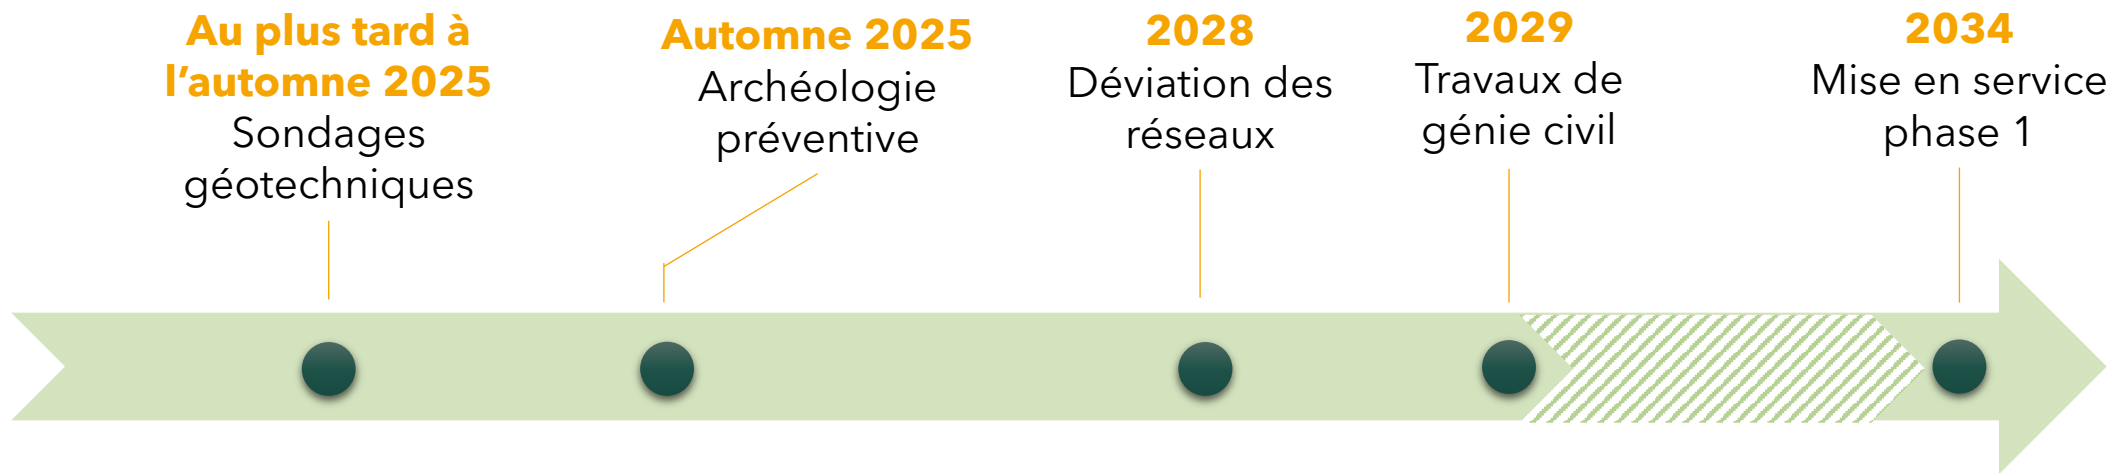 Au plus tard à
l’automne 2025
Sondages
géotechniques
Automne 2025
Archéologie
préventive
2028
Déviation des
réseaux
2029
Travaux de
génie civil
2034
Mise en service
phase 1